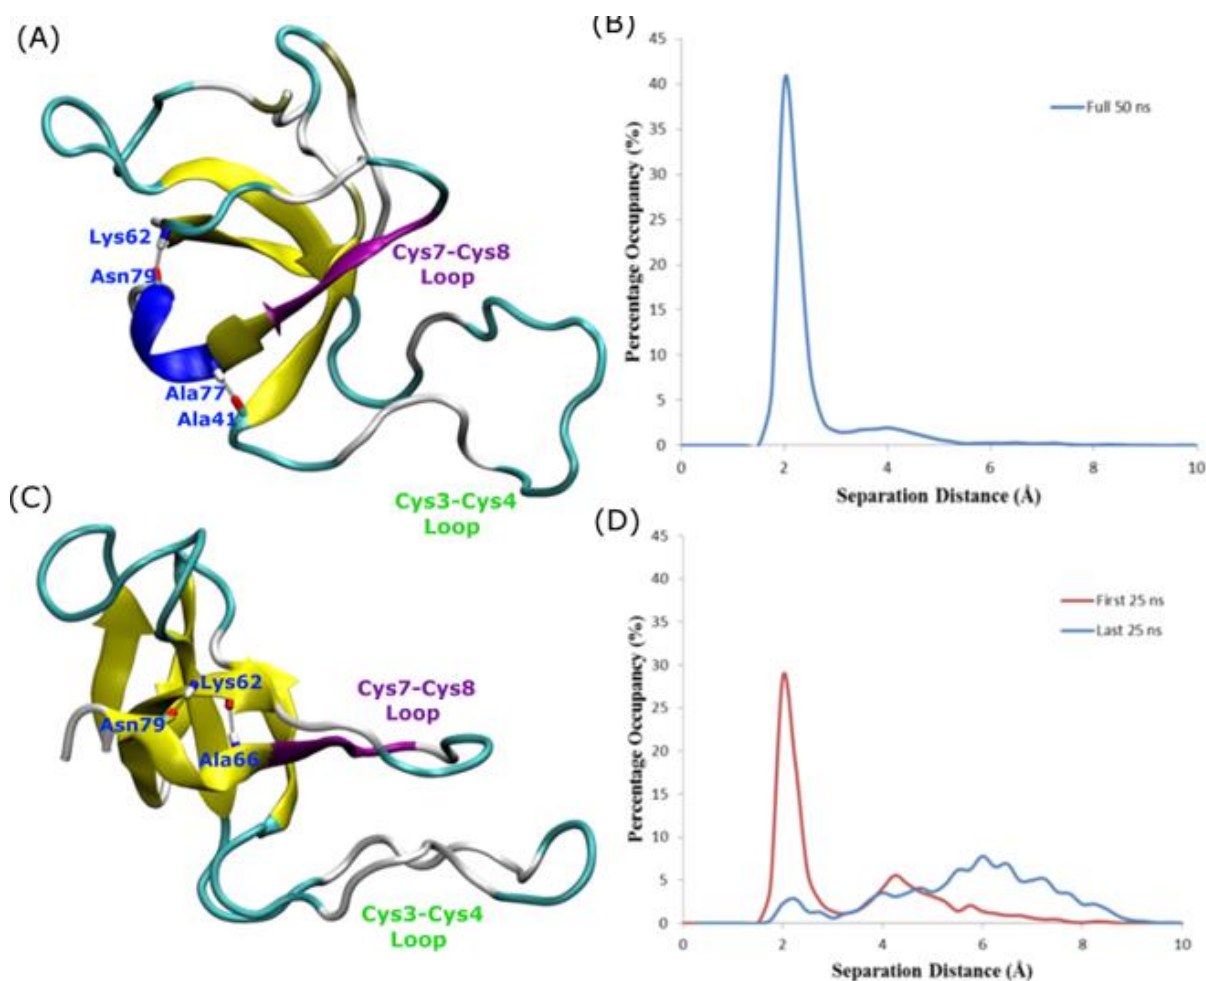 (A)
Lys62
Asn79
Cys7-Cys8
Loop
Ala77
Ala41
Cys3-Cys4
Loop
(B)
45
40
35
30
25
20
15
10
5
0
Percentage Occupancy (%)
Full 50 ns
0 2 4 6 8 10
Separation Distance (Å)
(C)
Lys62
Asn79
Cys7-Cys8
Loop
Ala66
Cys3-Cys4
Loop
(D)
45
40
35
30
25
20
15
10
5
0
Percentage Occupancy (%)
First 25 ns
Last 25 ns
0 2 4 6 8 10
Separation Distance (Å)